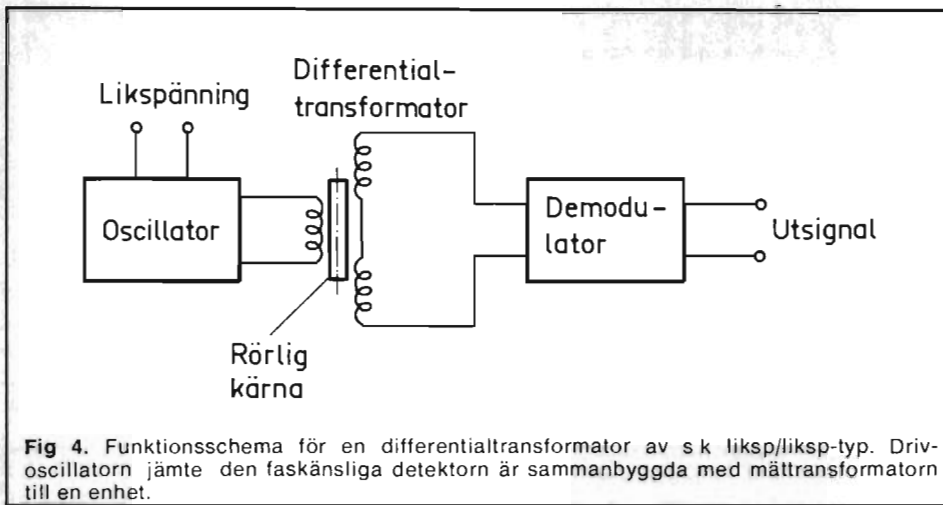 Likspänning
Differential-
transformator
Oscillator
Demodu-
lator
Utsignal
Rörlig
kärna
Fig 4. Funktionsschema för en differentialtransformator av s k liksp/liksp-typ. Driv-
oscillatorn jämte den faskänsliga detektorn är sammanbyggda med mättransformatorn
till en enhet.